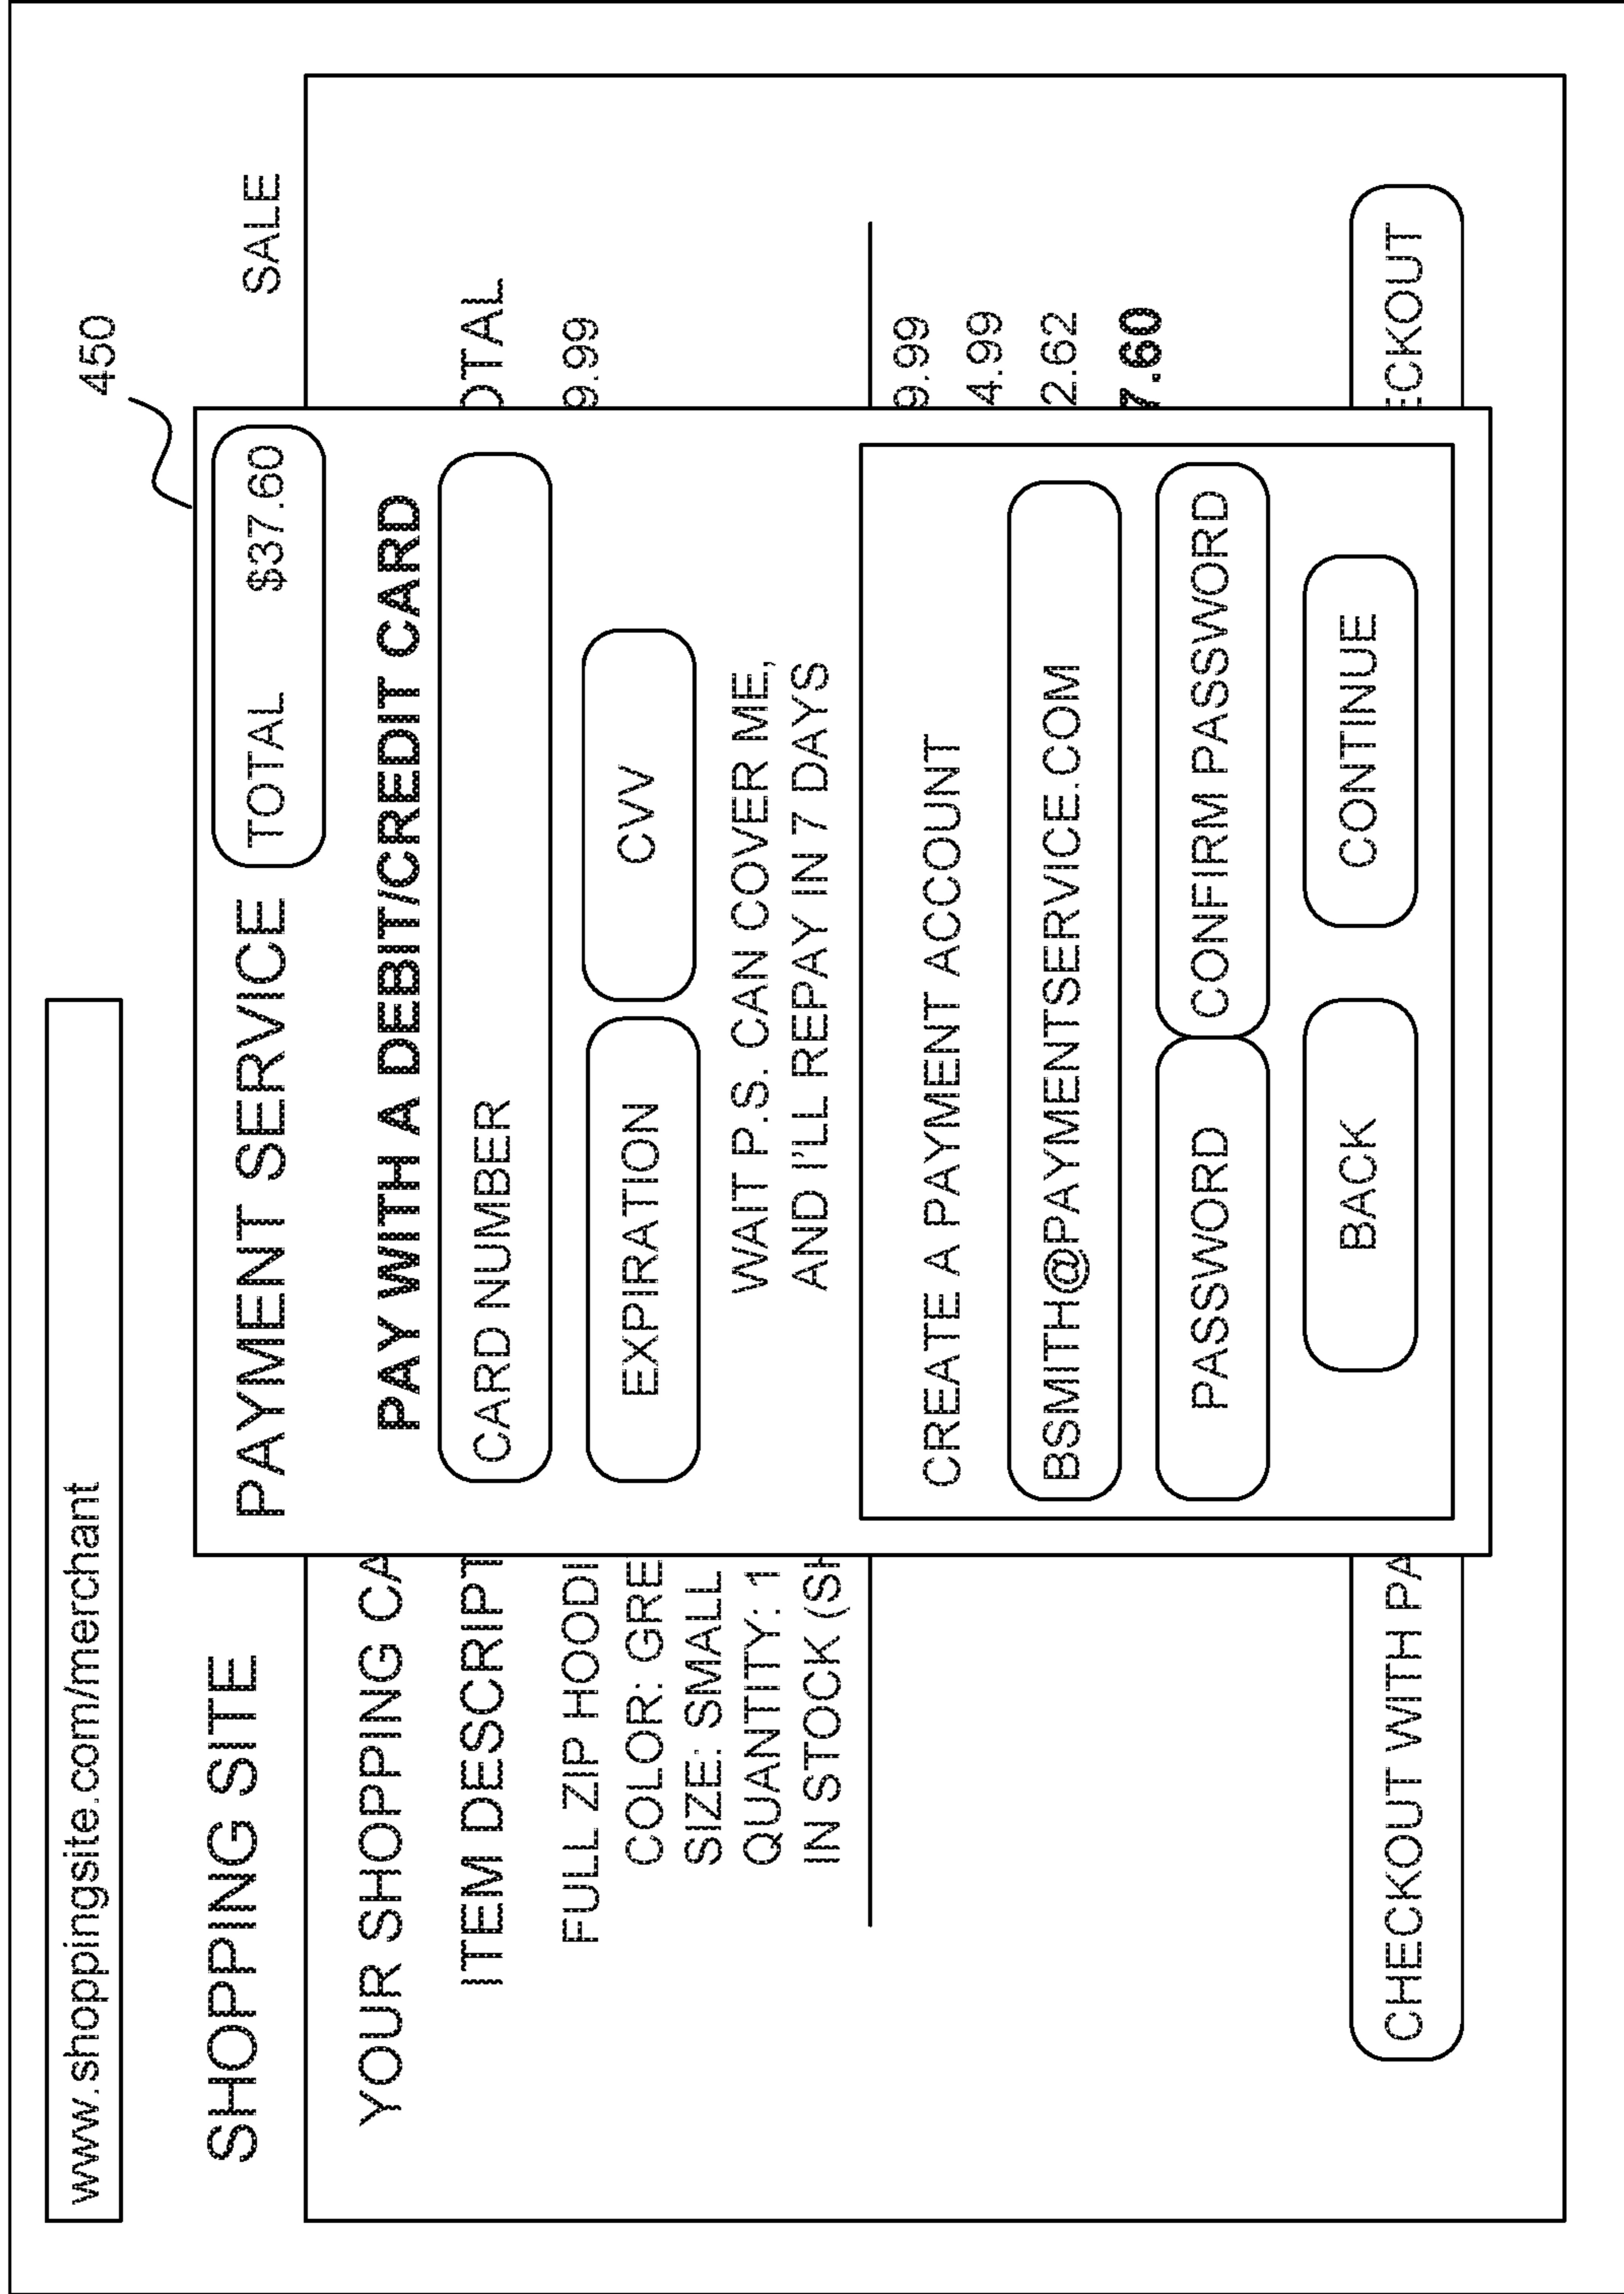 www.shoppingsite.com/merchant
450
SHOPPING SITE
SALE
PAYMENT SERVICE
TOTAL $37.60
YOUR SHOPPING CA
PAY WITH A DEBIT/CREDIT CARD
ITEM DESCRIPT
CARD NUMBER
OTAL
FULL ZIP HOODI
9.99
COLOR: GRE
EXPIRATION
CVV
SIZE: SMALL
QUANTITY: 1
IN STOCK (SH
WAIT P.S. CAN COVER ME,
AND I'LL REPAY IN 7 DAYS
9.99
CREATE A PAYMENT ACCOUNT
4.99
BSMITH@PAYMENTSERVICE.COM
2.62
7.60
PASSWORD
CONFIRM PASSWORD
BACK
CONTINUE
CHECKOUT WITH PA
ECKOUT